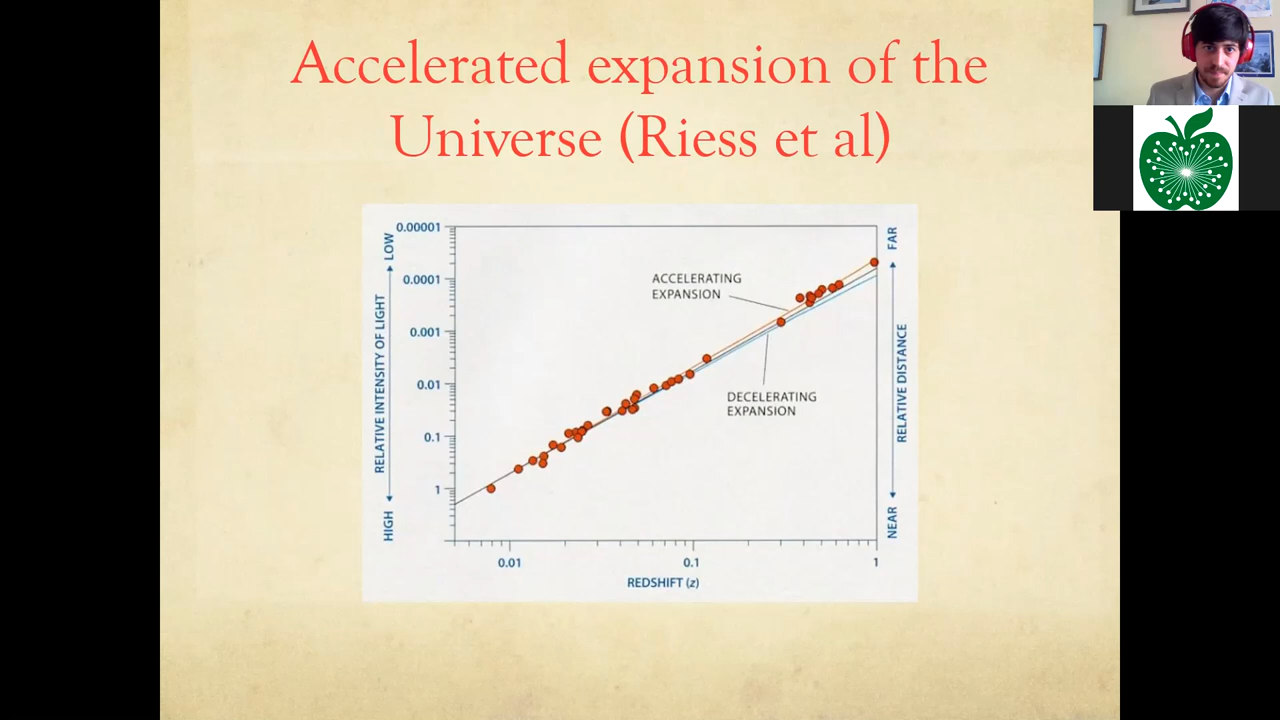 Accelerated expansion of the
Universe (Riess et al)
RELATIVE INTENSITY OF LIGHT
LOW
HIGH
0.00001
0.0001
0.001
0.01
0.1
1
ACCELERATING
EXPANSION
DECELERATING
EXPANSION
FAR
RELATIVE DISTANCE
NEAR
0.01
0.1
1
REDSHIFT (z)